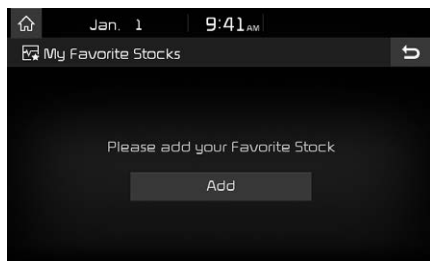 Jan. 1 9:41 AM
My Favorite Stocks
Please add your Favorite Stock
Add